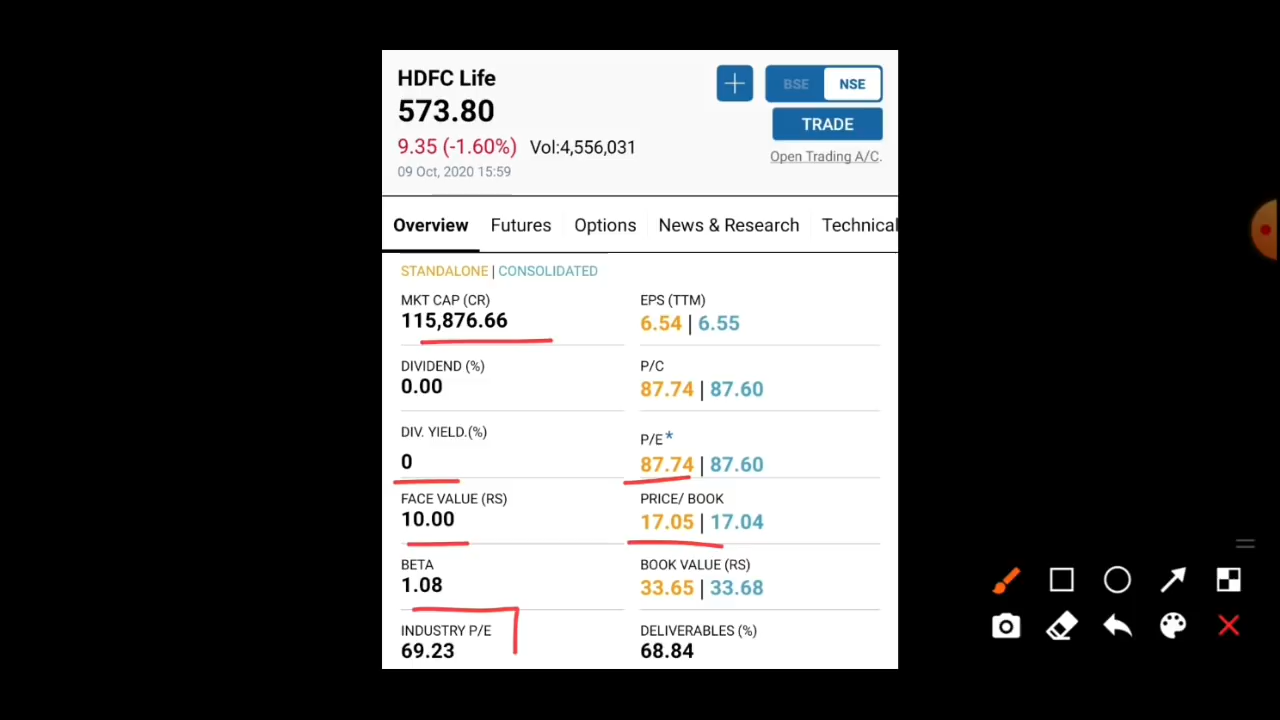 HDFC Life
573.80
9.35 (-1.60%) Vol:4,556,031
09 Oct, 2020 15:59
BSE NSE
TRADE
Open Trading A/C.
Overview Futures Options News & Research Technical
STANDALONE | CONSOLIDATED
MKT CAP (CR) EPS (TTM)
115,876.66 6.54 | 6.55
DIVIDEND (%) P/C
0.00 87.74 | 87.60
DIV. YIELD.(%) P/E*
0 87.74 | 87.60
FACE VALUE (RS) PRICE/ BOOK
10.00 17.05 | 17.04
BETA BOOK VALUE (RS)
1.08 33.65 | 33.68
INDUSTRY P/E DELIVERABLES (%)
69.23 68.84